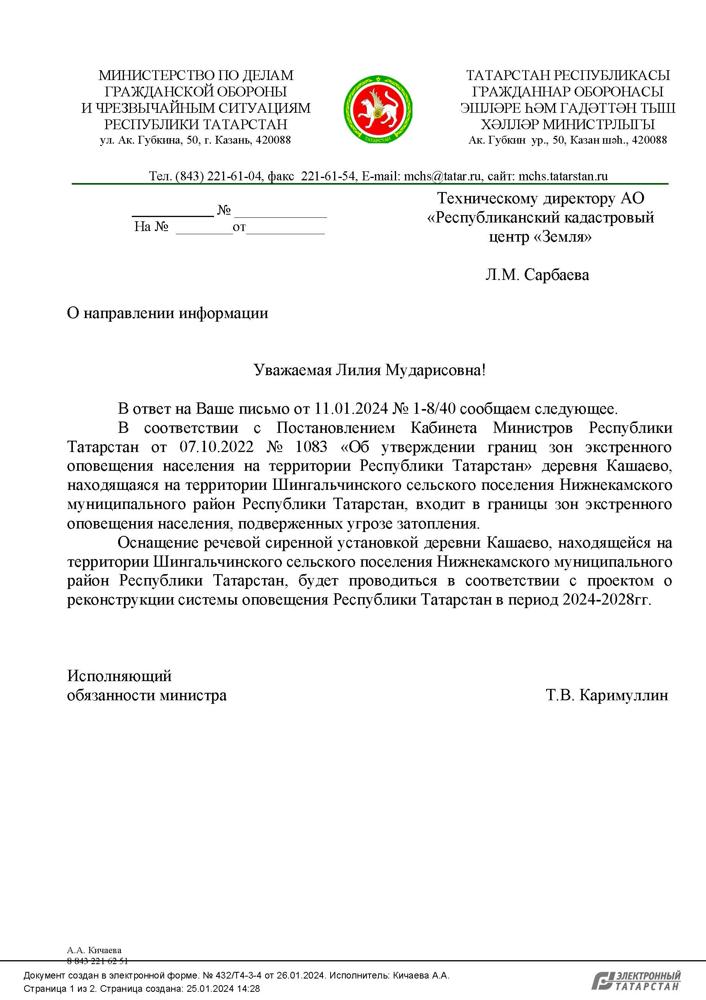 МИНИСТЕРСТВО ПО ДЕЛАМ
ГРАЖДАНСКОЙ ОБОРОНЫ
И ЧРЕЗВЫЧАЙНЫМ СИТУАЦИЯМ
РЕСПУБЛИКИ ТАТАРСТАН
ул. Ак. Губкина, 50, г. Казань, 420088
ТАТАРСТАН
ТАТАРСТАН РЕСПУБЛИКАСЫ
ГРАЖДАННАР ОБОРОНАСЫ
ЭШЛӘРЕ ҺӘМ ГАДӘТТӘН ТЫШ
ХӘЛЛӘР МИНИСТРЛЫГЫ
Ак. Губкин ур., 50, Казан шәһ., 420088
Тел. (843) 221-61-04, факс 221-61-54, E-mail: mchs@tatar.ru, сайт: mchs.tatarstan.ru
___________ № _____________
На № ________от___________
Техническому директору АО
«Республиканский кадастровый
центр «Земля»
Л.М. Сарбаева
О направлении информации
Уважаемая Лилия Мударисовна!
В ответ на Ваше письмо от 11.01.2024 № 1-8/40 сообщаем следующее.
В соответствии с Постановлением Кабинета Министров Республики
Татарстан от 07.10.2022 № 1083 «Об утверждении границ зон экстренного
оповещения населения на территории Республики Татарстан» деревня Кашаево,
находящаяся на территории Шингальчинского сельского поселения Нижнекамского
муниципального район Республики Татарстан, входит в границы зон экстренного
оповещения населения, подверженных угрозе затопления.
Оснащение речевой сиренной установкой деревни Кашаево, находящейся на
территории Шингальчинского сельского поселения Нижнекамского муниципального
район Республики Татарстан, будет проводиться в соответствии с проектом о
реконструкции системы оповещения Республики Татарстан в период 2024-2028гг.
Исполняющий
обязанности министра Т.В. Каримуллин
А.А. Кичаева
8 843 221 62 51
Документ создан в электронной форме. № 432/Т4-3-4 от 26.01.2024. Исполнитель: Кичаева А.А.
Страница 1 из 2. Страница создана: 25.01.2024 14:28
ЭЛЕКТРОННЫЙ
ТАТАРСТАН